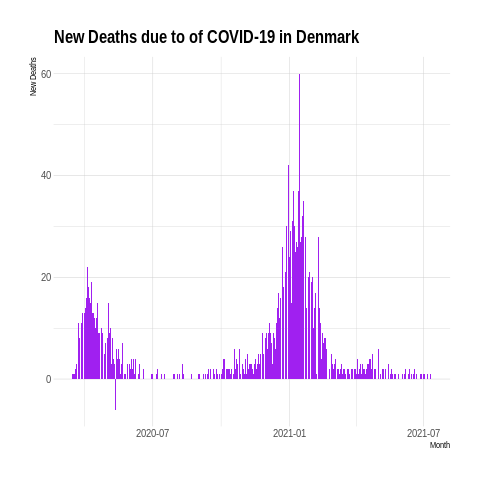 New Deaths due to of COVID-19 in Denmark
New Deaths
60
40
20
0
2020-07
2021-01
2021-07
Month